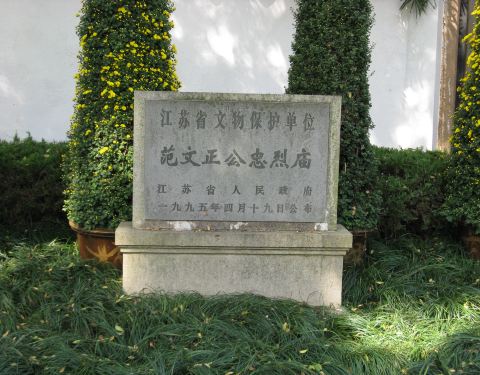 江苏省文物保护单位
范文正公忠烈庙
江苏省人民政府
一九九五年四月十九日公布